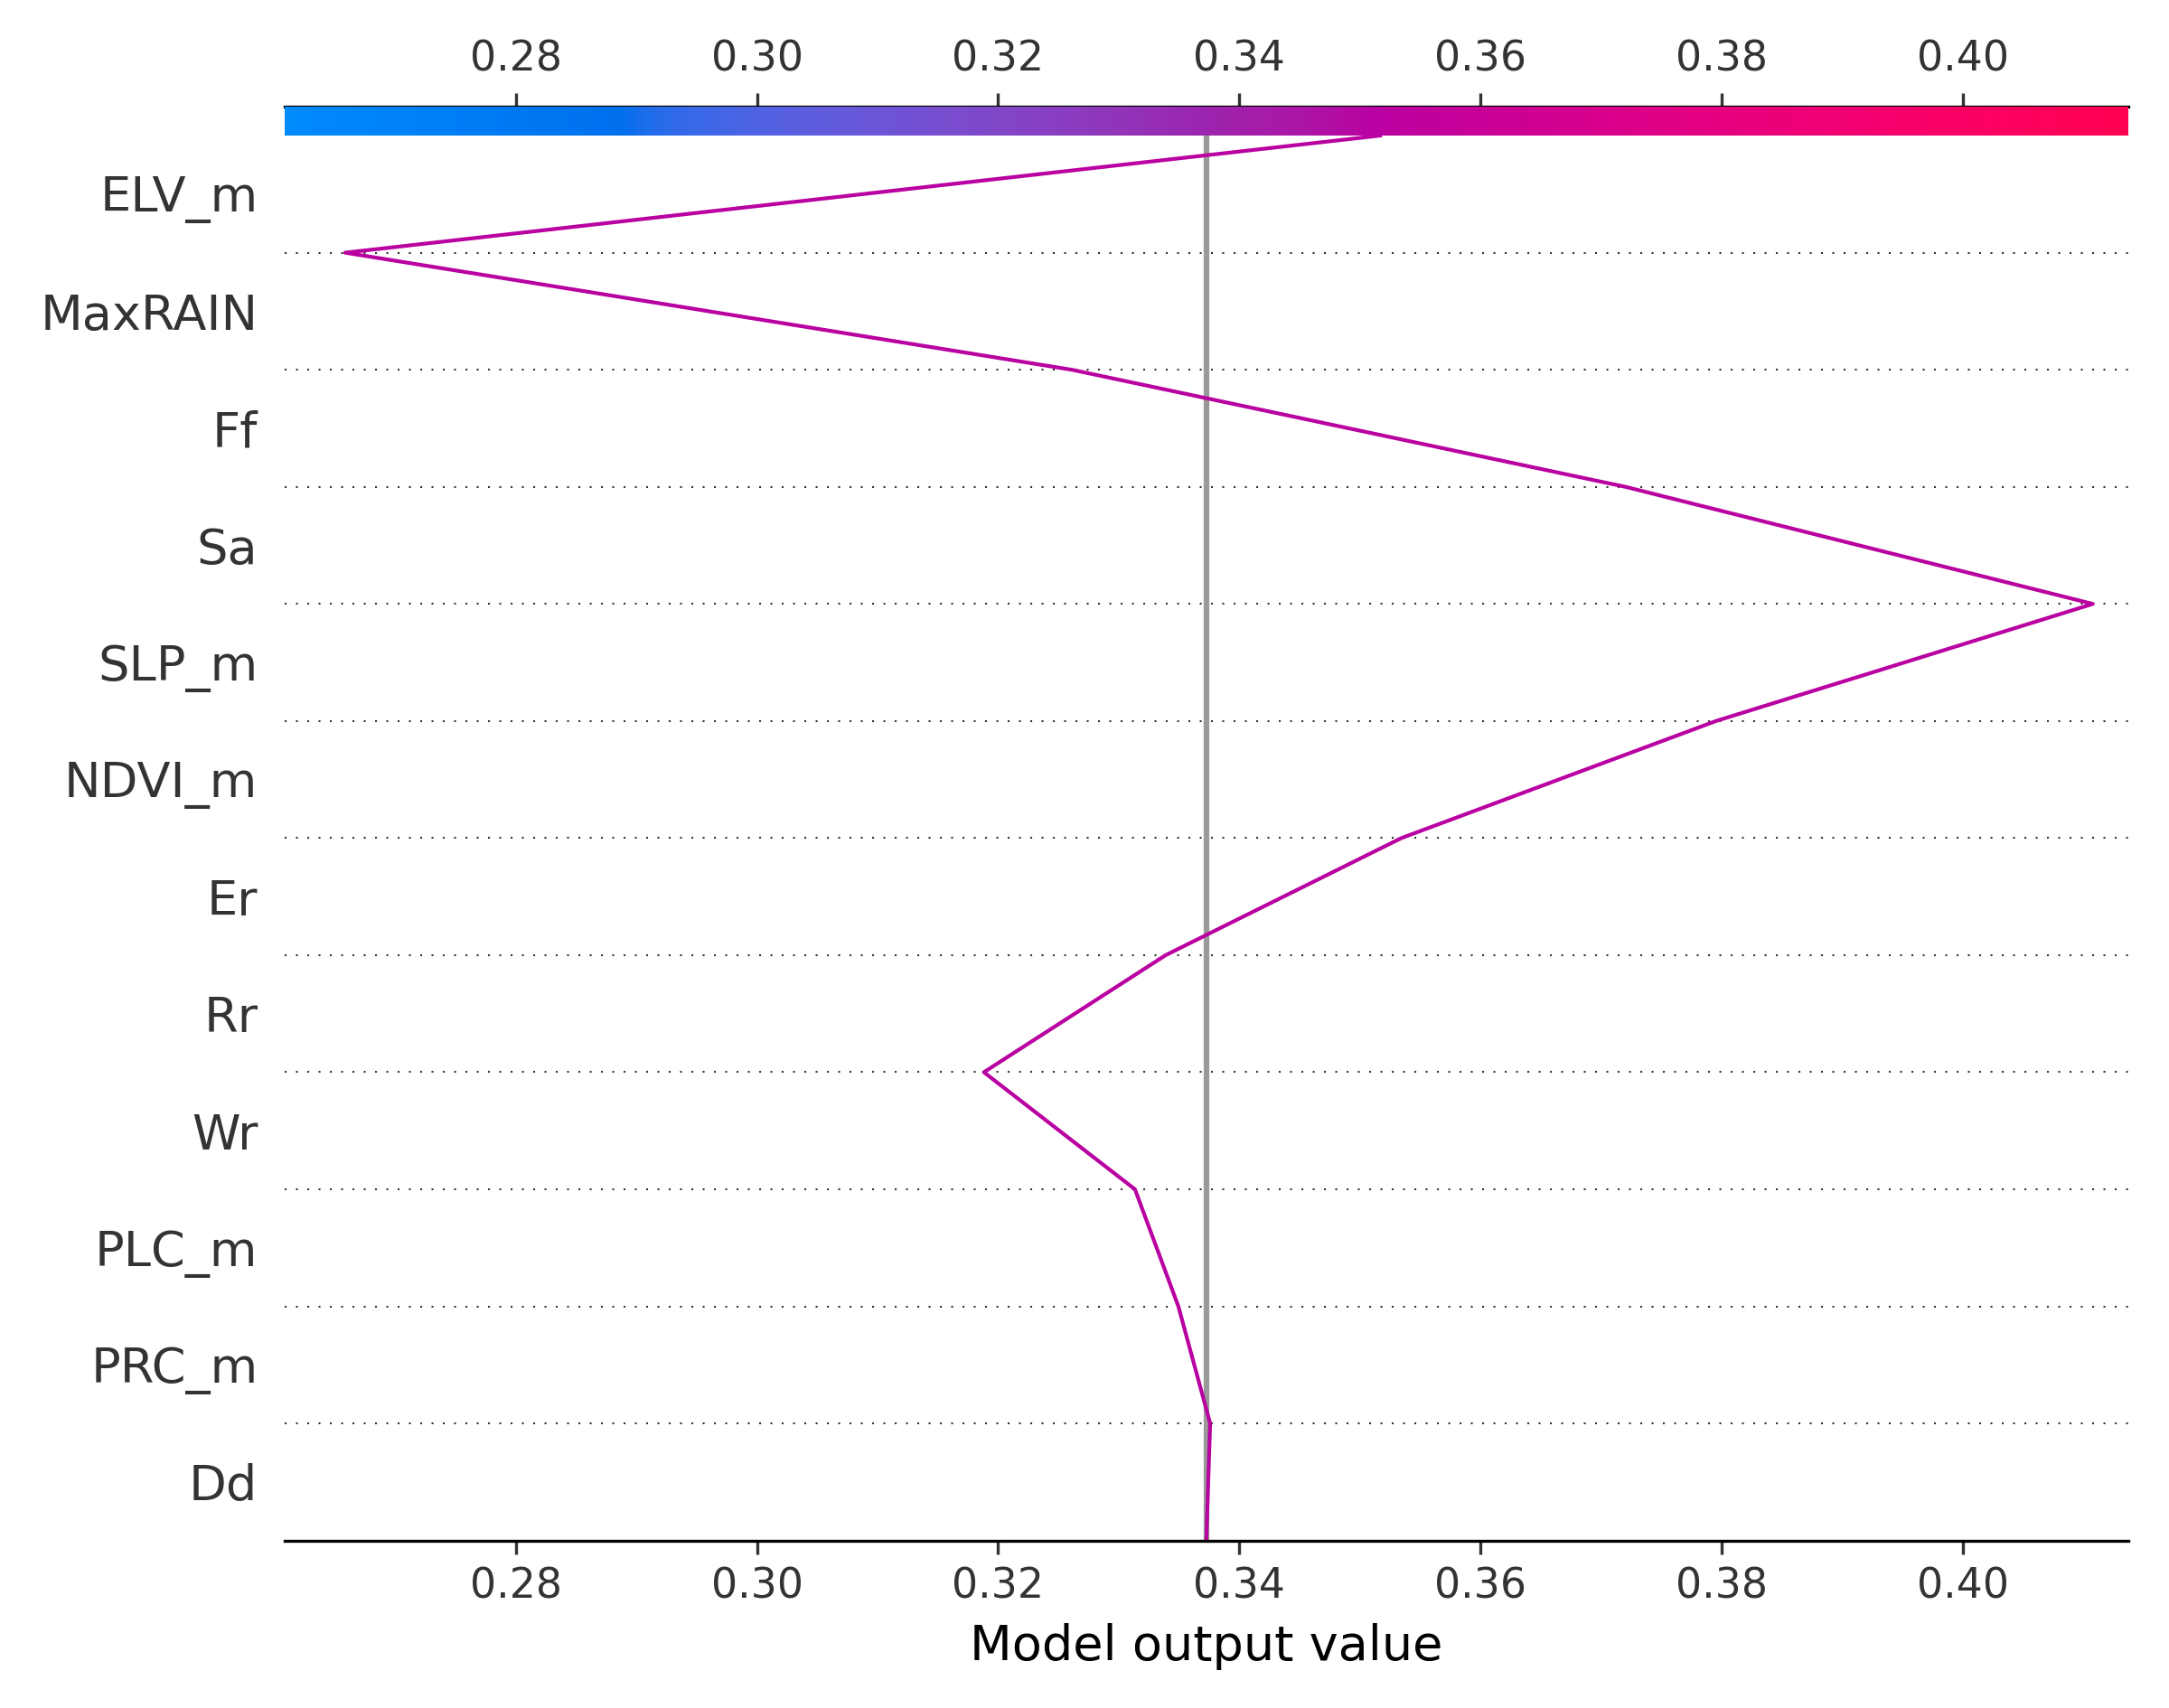 0.28 0.30 0.32 0.34 0.36 0.38 0.40
ELV_m
MaxRAIN
Ff
Sa
SLP_m
NDVI_m
Er
Rr
Wr
PLC_m
PRC_m
Dd
0.28 0.30 0.32 0.34 0.36 0.38 0.40
Model output value